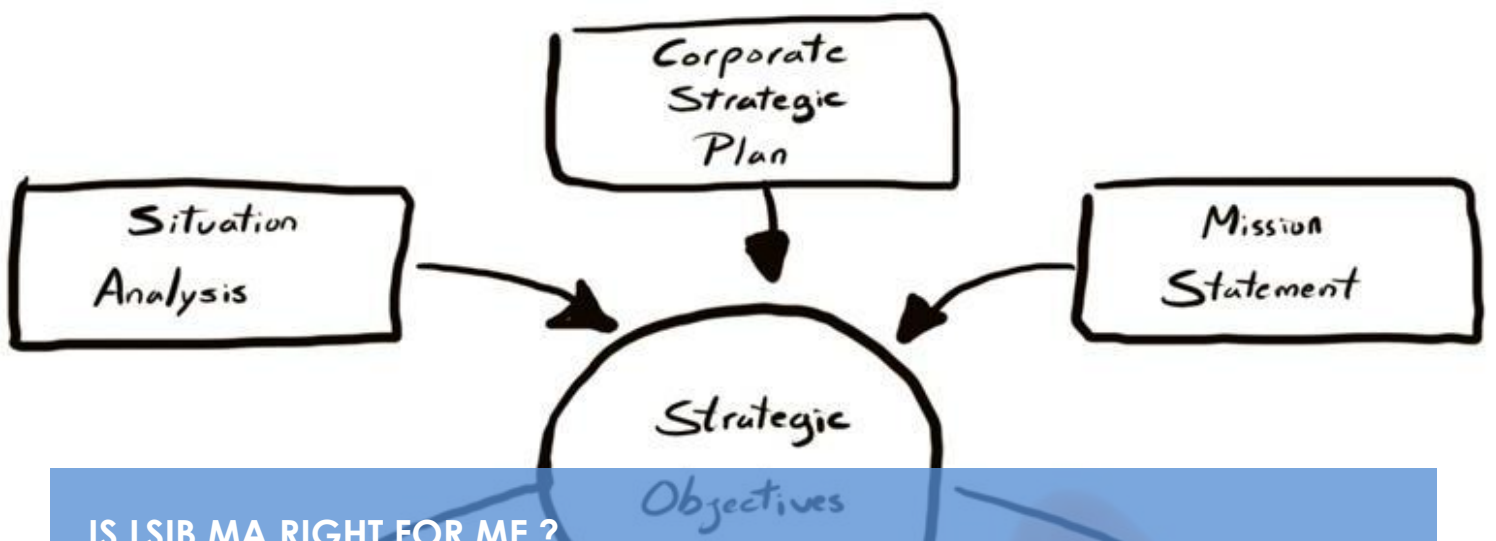 Corporate
Strategic
Plan
Situation
Analysis
Mission
Statement
Strategic
Objectives
IS LSIB MA RIGHT FOR ME ?